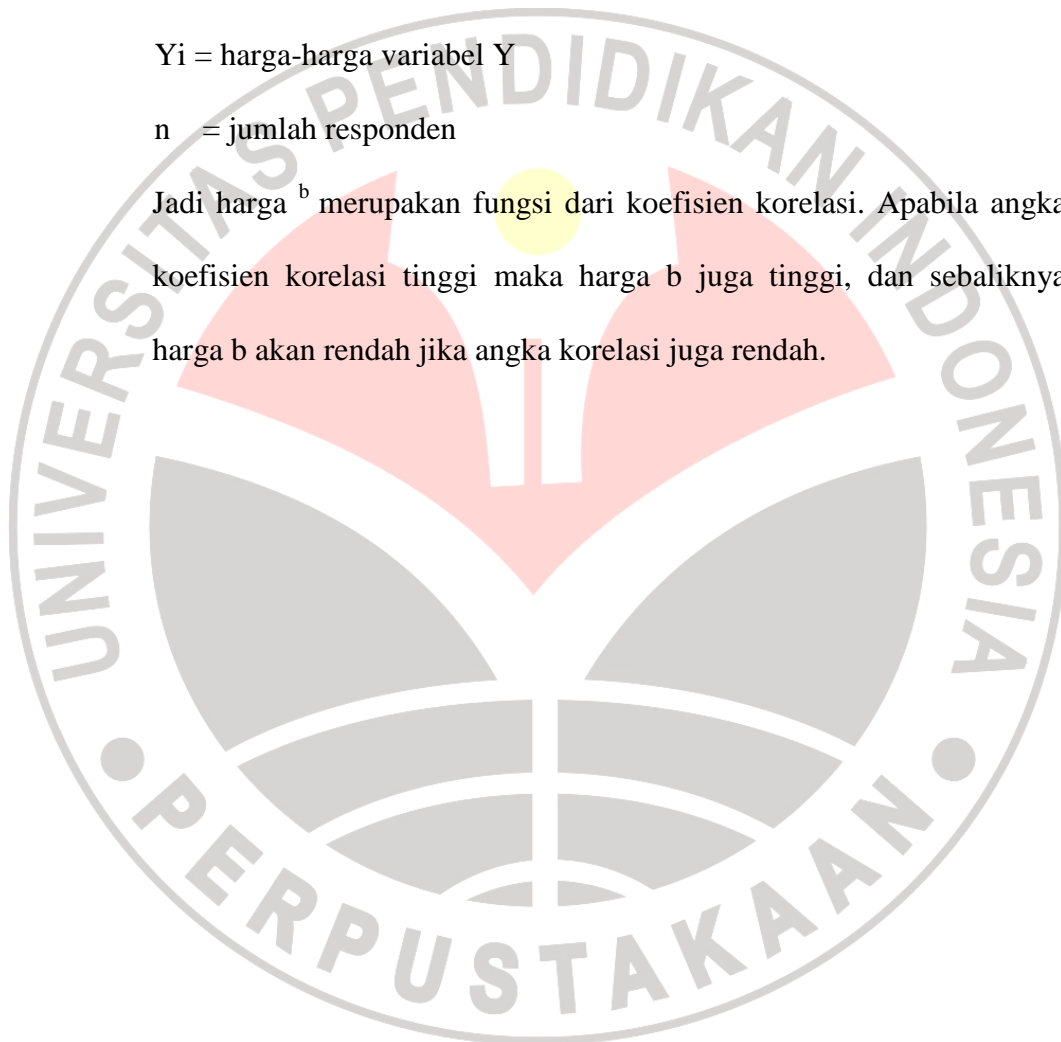 Yi = harga-harga variabel Y
n = jumlah responden
Jadi harga b merupakan fungsi dari koefisien korelasi. Apabila angka
koefisien korelasi tinggi maka harga b juga tinggi, dan sebaliknya
harga b akan rendah jika angka korelasi juga rendah.
UNIVERSITAS PENDIDIKAN INDONESIA
PERPUSTAKAAN